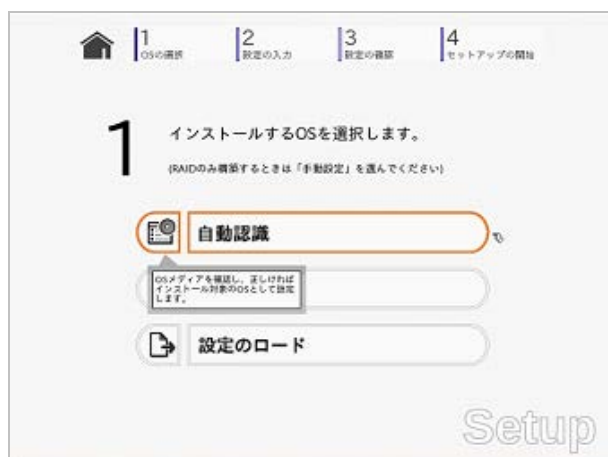 1
OSの選択
2
設定の入力
3
設定の確認
4
セットアップの開始
1
インストールするOSを選択します。
(RAIDのみ構築するときは「手動設定」を選んでください)
自動認識
OSメディアを確認し、正しければ
インストール対象のOSとして設定
します。
設定のロード
Setup